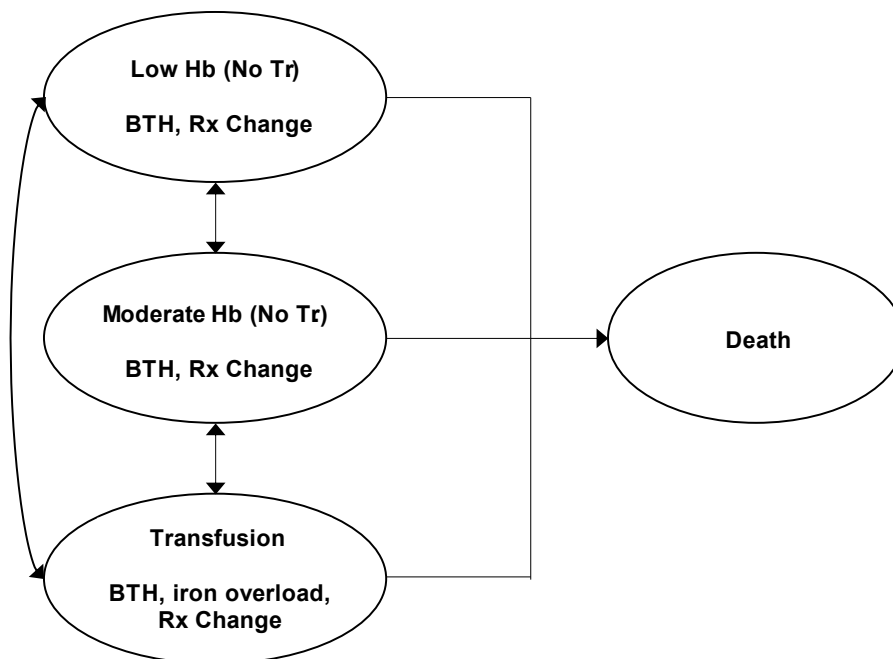 Low Hb (No Tr)
BTH, Rx Change
Moderate Hb (No Tr)
BTH, Rx Change
Death
Transfusion
BTH, iron overload,
Rx Change